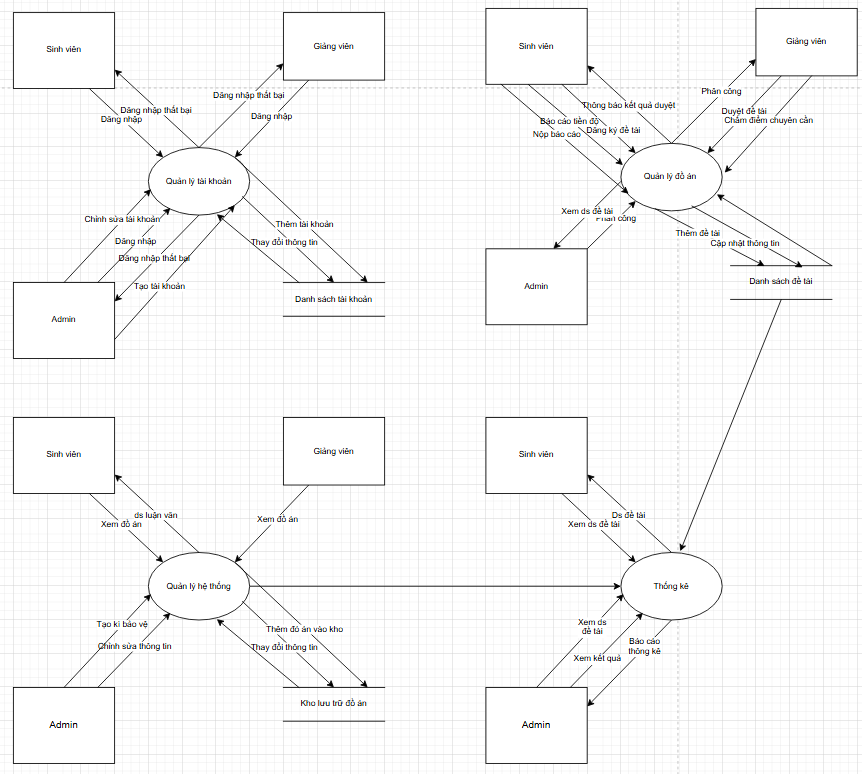 Sinh viên
Giảng viên
Đăng nhập thất bại
Đăng nhập
Đăng nhập thất bại
Đăng nhập
Quản lý tài khoản
Chỉnh sửa tài khoản
Đăng nhập
Đăng nhập thất bại
Tạo tài khoản
Thêm tài khoản
Thay đổi thông tin
Admin
Danh sách tài khoản
Sinh viên
Giảng viên
Thông báo kết quả duyệt
Báo cáo tiến độ
Đăng ký đề tài
Nộp báo cáo
Phân công
Duyệt đề tài
Chấm điểm chuyên cần
Quản lý đồ án
Xem ds đề tài
Phân công
Thêm đề tài
Cập nhật thông tin
Admin
Danh sách đề tài
Sinh viên
Giảng viên
ds luận văn
Xem đồ án
Xem đồ án
Quản lý hệ thống
Tạo kì bảo vệ
Chỉnh sửa thông tin
Thêm đồ án vào kho
Thay đổi thông tin
Admin
Kho lưu trữ đồ án
Sinh viên
Ds đề tài
Xem ds đề tài
Thống kê
Xem ds
đề tài
Xem kết quả
Báo cáo
thống kê
Admin